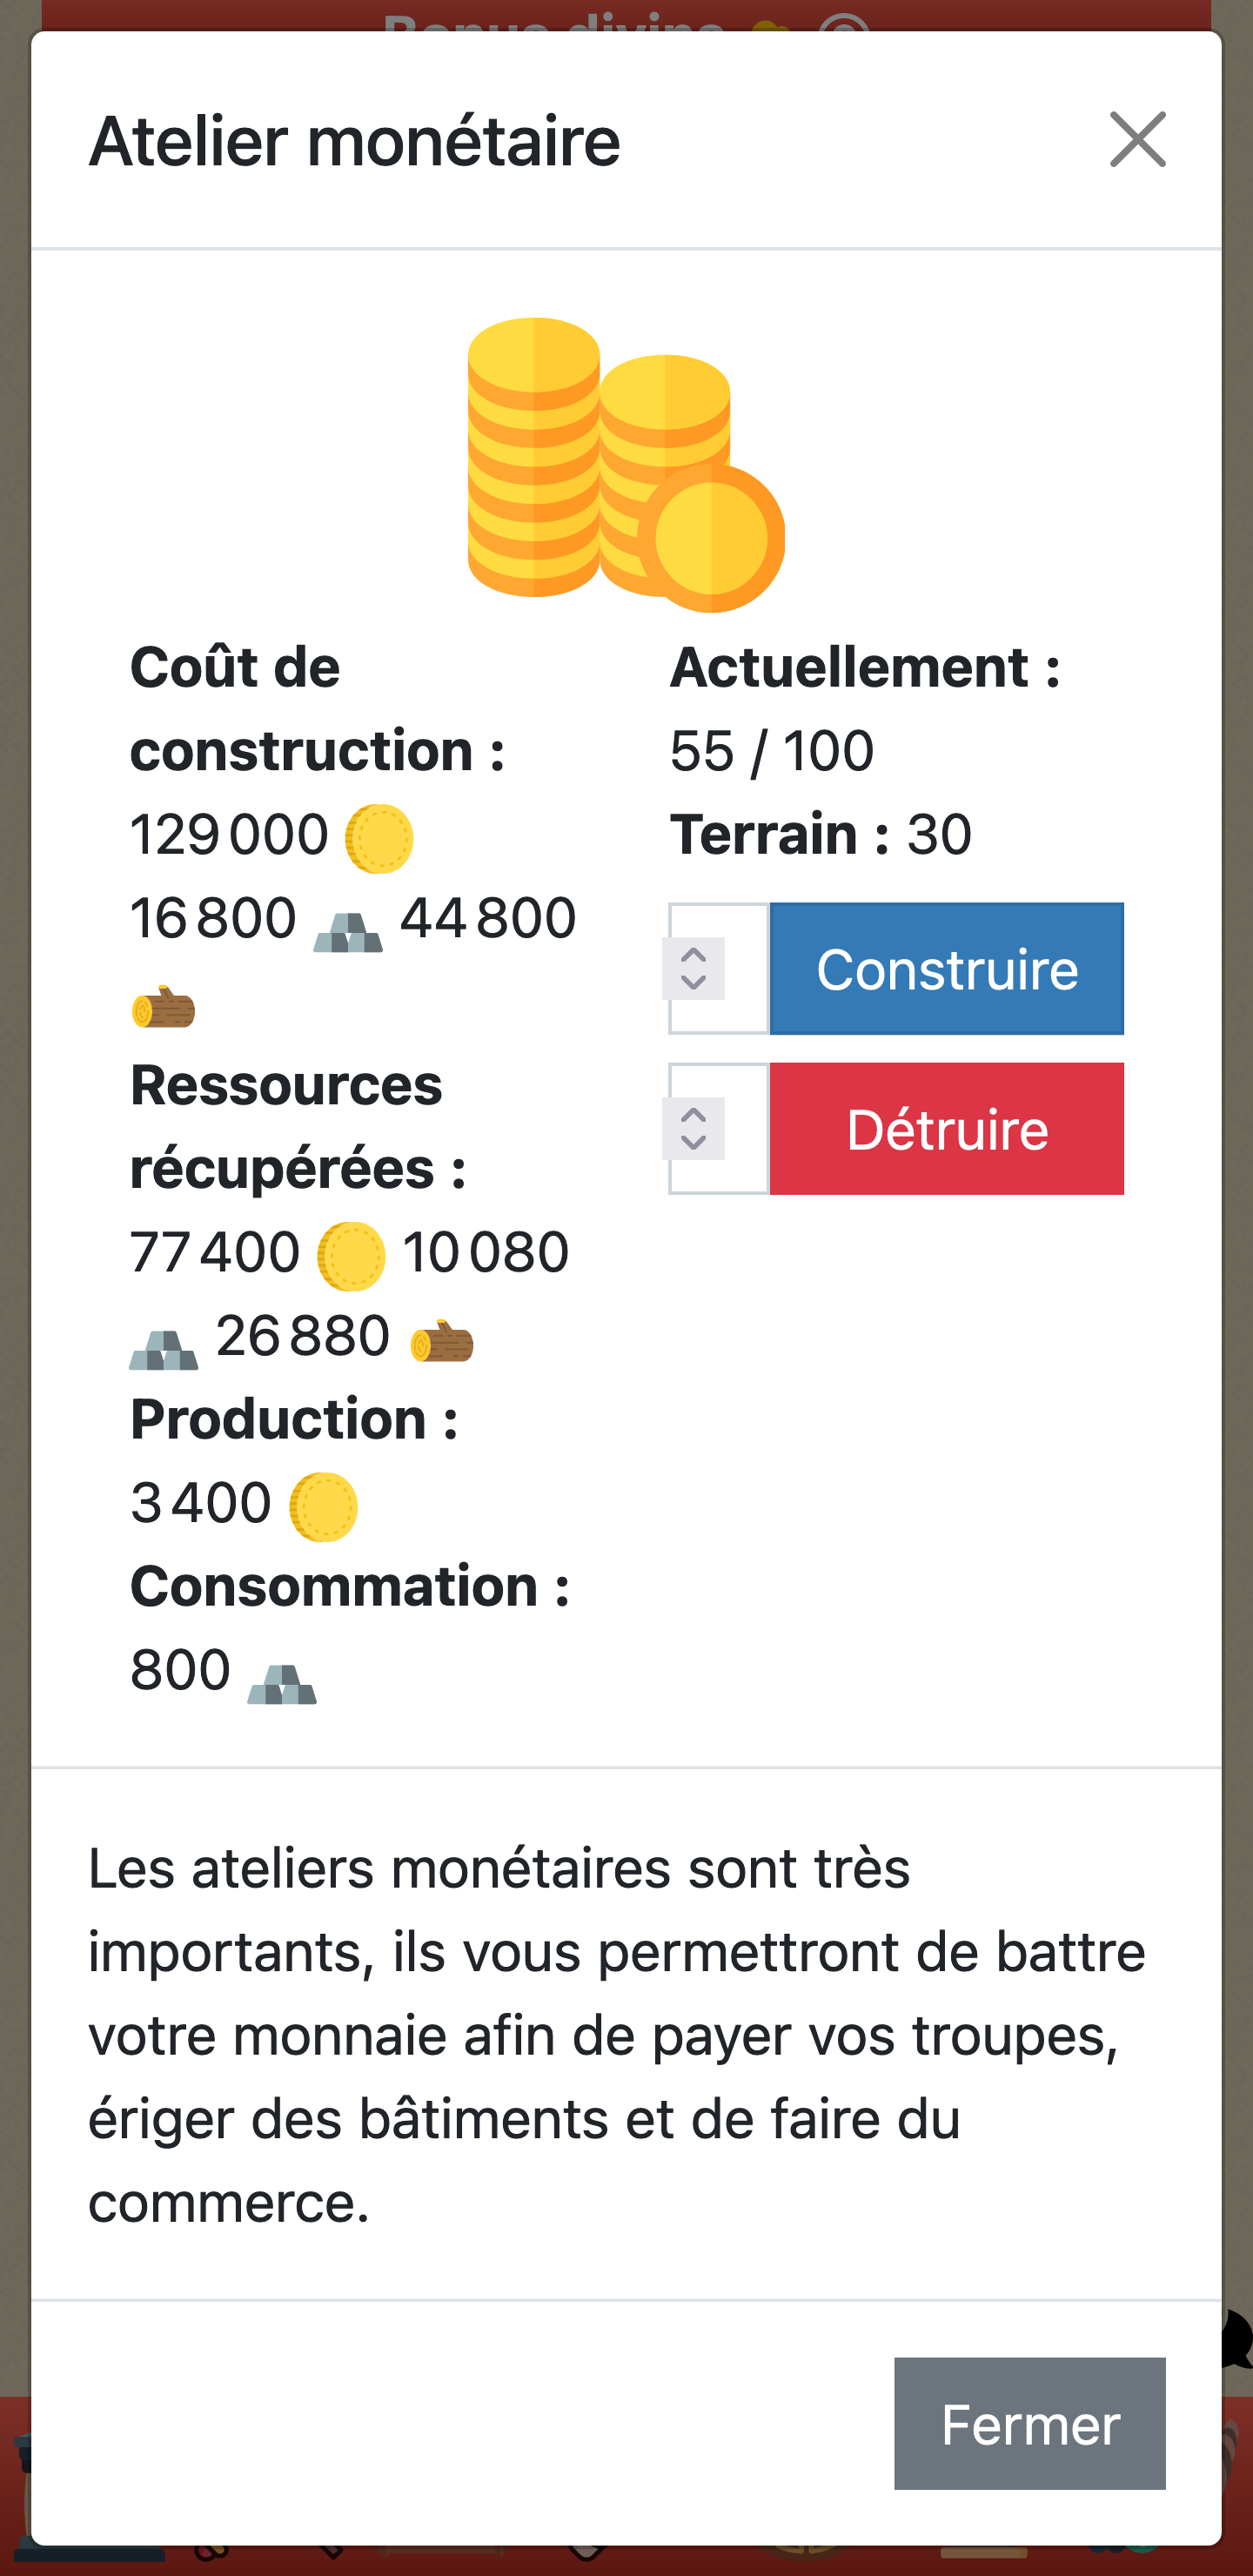 Bonus divins
Atelier monétaire
Coût de
construction :
129 000
16 800 44 800
Ressources
récupérées :
77 400 10 080
26 880
Production :
3 400
Consommation :
800
Actuellement :
55 / 100
Terrain : 30
Construire
Détruire
Les ateliers monétaires sont très
importants, ils vous permettront de battre
votre monnaie afin de payer vos troupes,
ériger des bâtiments et de faire du
commerce.
Fermer